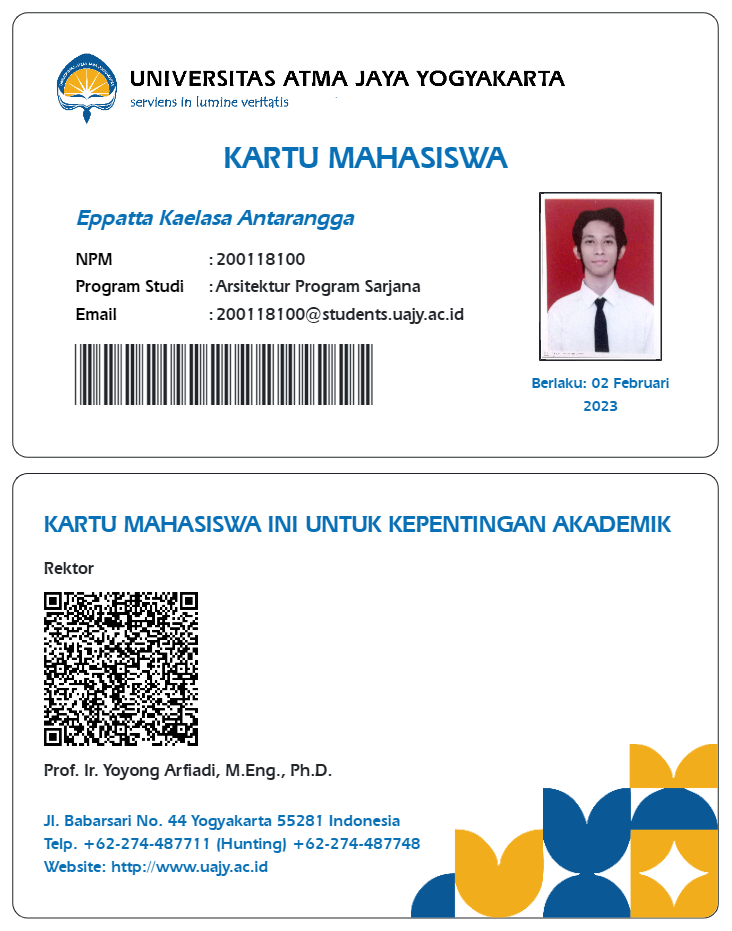 UNIVERSITAS ATMA JAYA YOGYAKARTA
serviens in lumine veritatis
KARTU MAHASISWA
Eppatta Kaelasa Antarangga
NPM : 200118100
Program Studi : Arsitektur Program Sarjana
Email : 200118100@students.uajy.ac.id
Berlaku: 02 Februari
2023
KARTU MAHASISWA INI UNTUK KEPENTINGAN AKADEMIK
Rektor
Prof. Ir. Yoyong Arfiadi, M.Eng., Ph.D.
Jl. Babarsari No. 44 Yogyakarta 55281 Indonesia
Telp. +62-274-487711 (Hunting) +62-274-487748
Website: http://www.uajy.ac.id